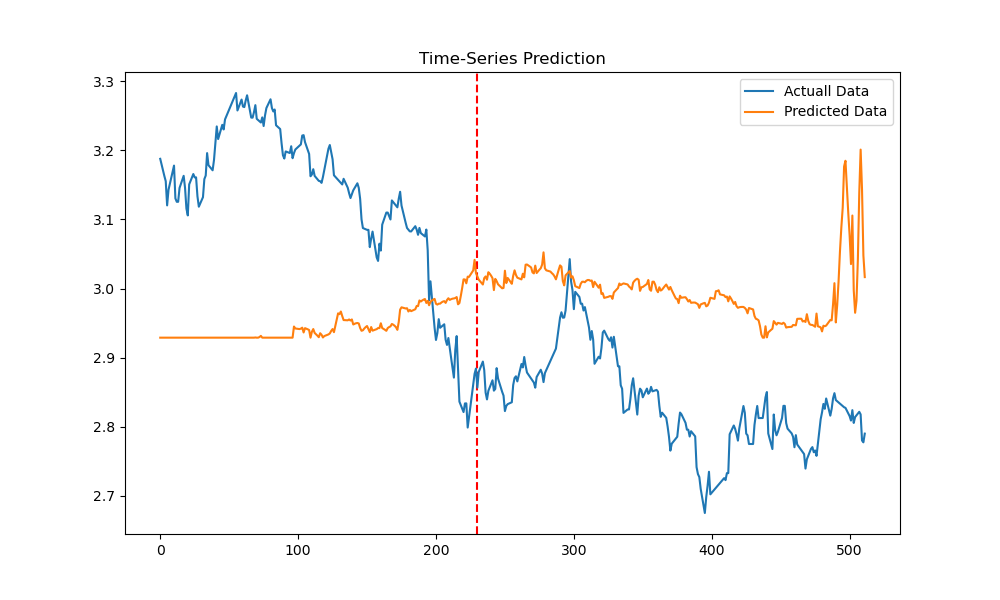 Time-Series Prediction
Actuall Data
Predicted Data
3.3
3.2
3.1
3.0
2.9
2.8
2.7
0 100 200 300 400 500